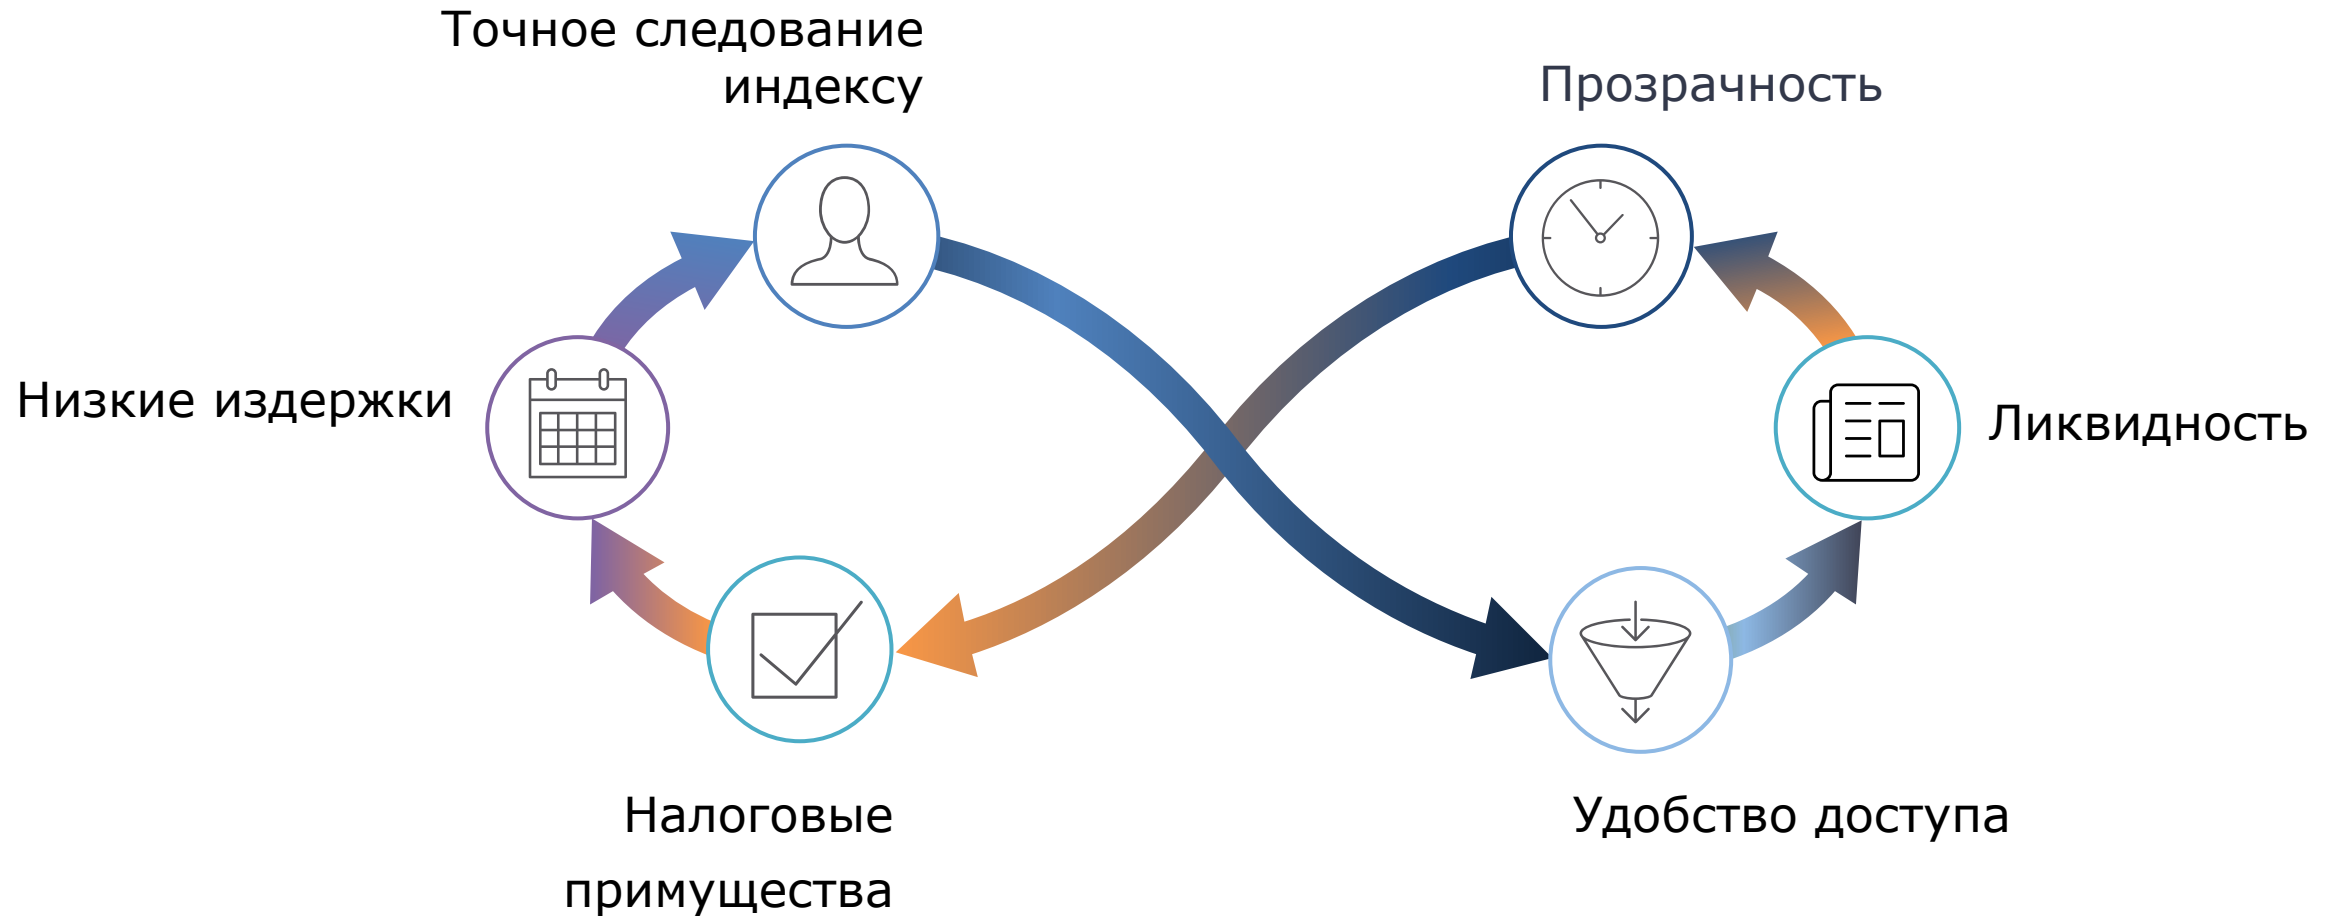 Точное следование
индексу
Прозрачность
Низкие издержки
Ликвидность
Налоговые
примущества
Удобство доступа